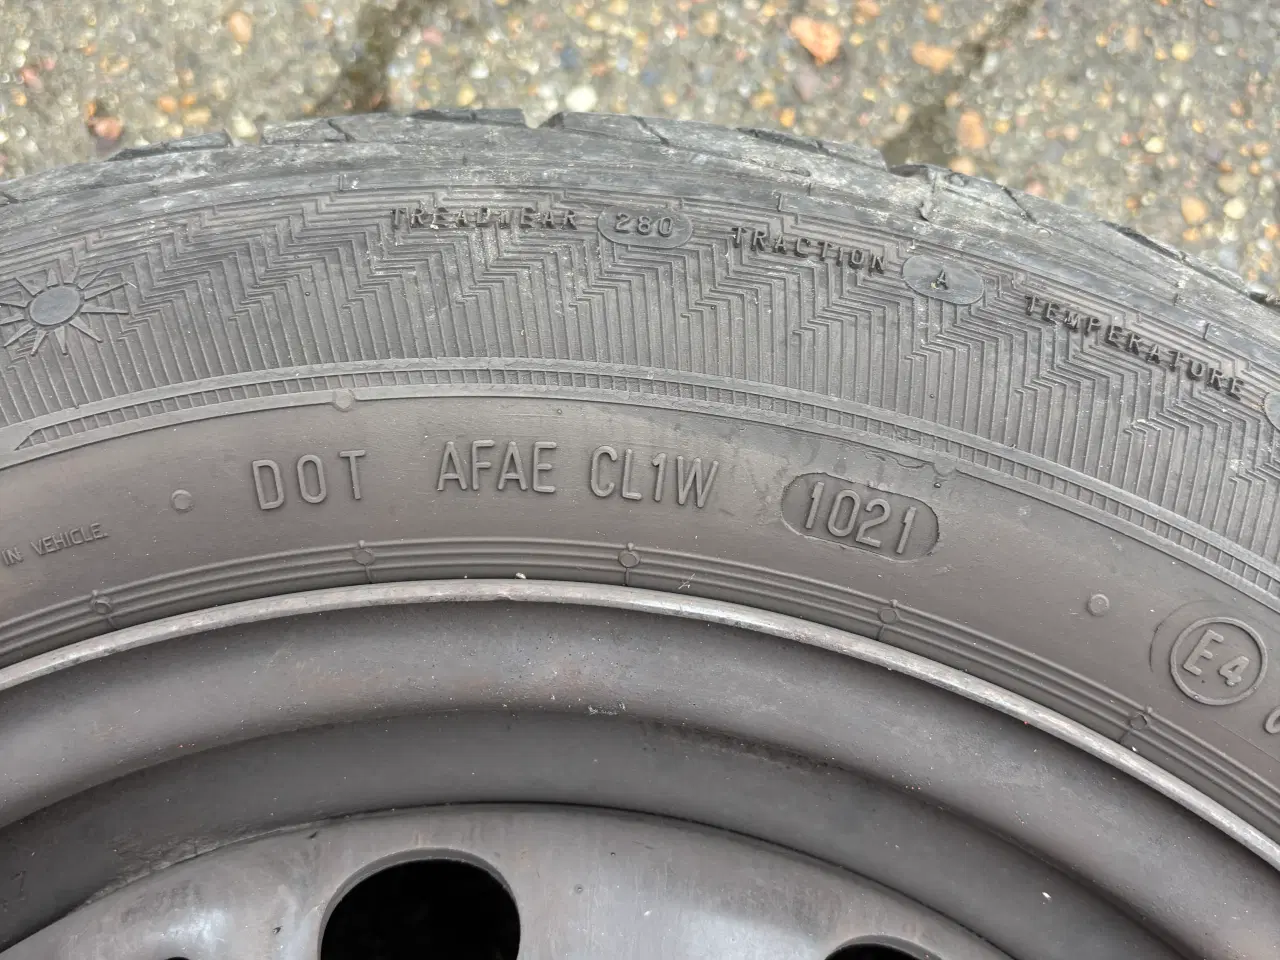 TREADWEAR 280 TRACTION A TEMPERATURE
DOT AFAE CL1W 1021
IN VEHICLE.
E4